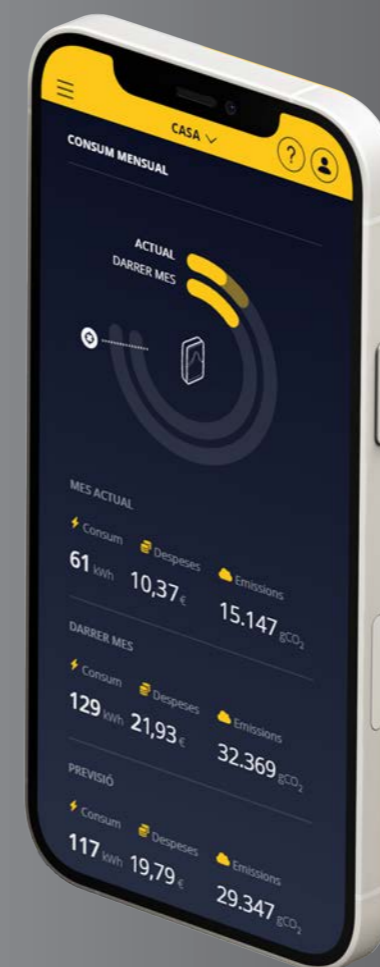 CASA
?
CONSUM MENSUAL
ACTUAL
DARRER MES
MES ACTUAL
Consum Despeses Emissions
61 kWh 10,37 € 15.147 gCO₂
DARRER MES
Consum Despeses Emissions
129 kWh 21,93 € 32.369 gCO₂
PREVISIÓ
Consum Despeses Emissions
117 kWh 19,79 € 29.347 gCO₂